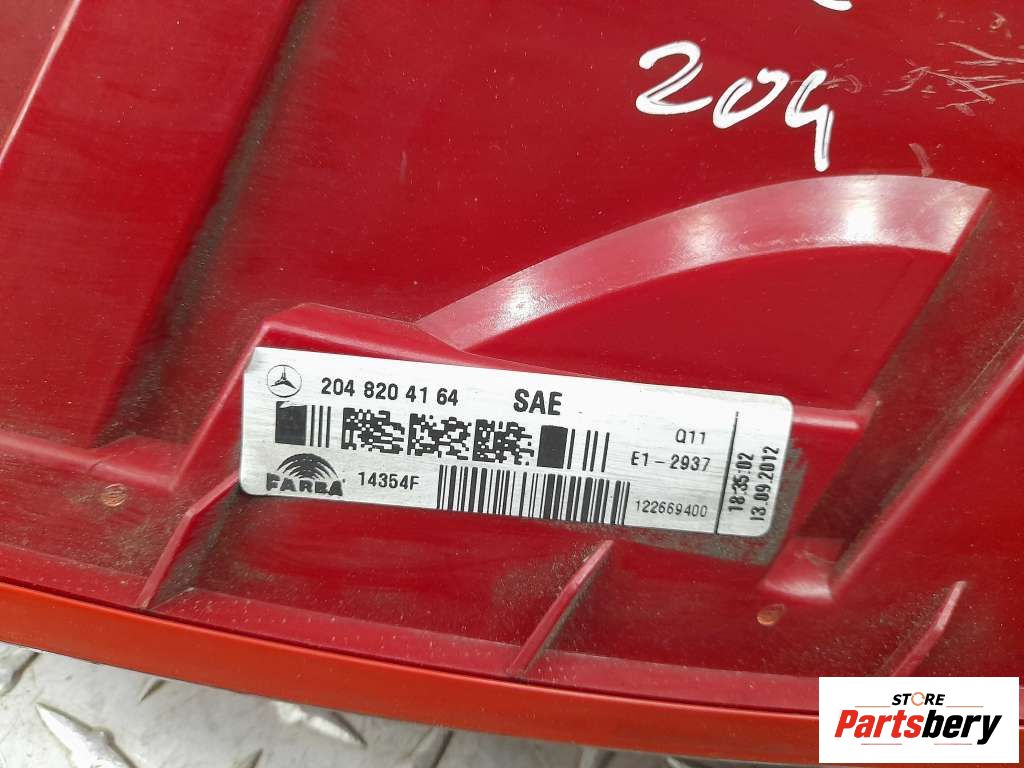 204
204 820 41 64 SAE
Q11
E1-2937
FARBA 14354F
122669400
18:35:02
13.09.2012
STORE
Partsbery